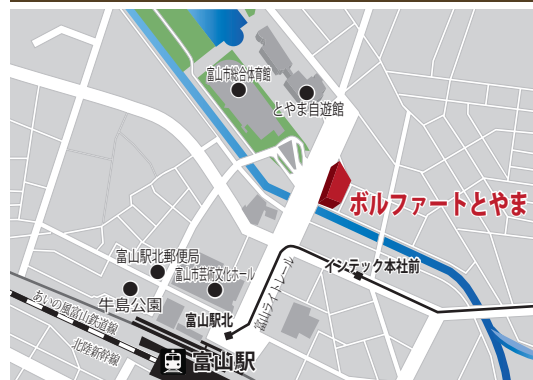 富山市総合体育館
とやま自遊館
ボルファートとやま
富山駅北郵便局
富山市芸術文化ホール
インテック本社前
牛島公園
富山ライトレール
あいの風富山鉄道線
富山駅北
北陸新幹線
富山駅